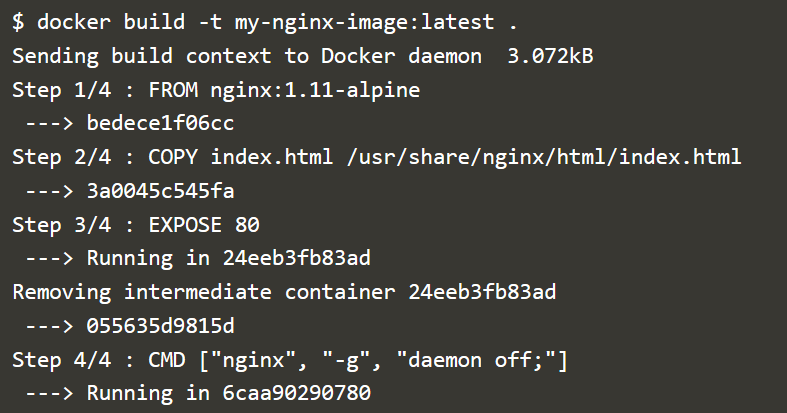 $ docker build -t my-nginx-image:latest .
Sending build context to Docker daemon  3.072kB
Step 1/4 : FROM nginx:1.11-alpine
 ---> bedece1f06cc
Step 2/4 : COPY index.html /usr/share/nginx/html/index.html
 ---> 3a0045c545fa
Step 3/4 : EXPOSE 80
 ---> Running in 24eeb3fb83ad
Removing intermediate container 24eeb3fb83ad
 ---> 055635d9815d
Step 4/4 : CMD ["nginx", "-g", "daemon off;"]
 ---> Running in 6caa90290780